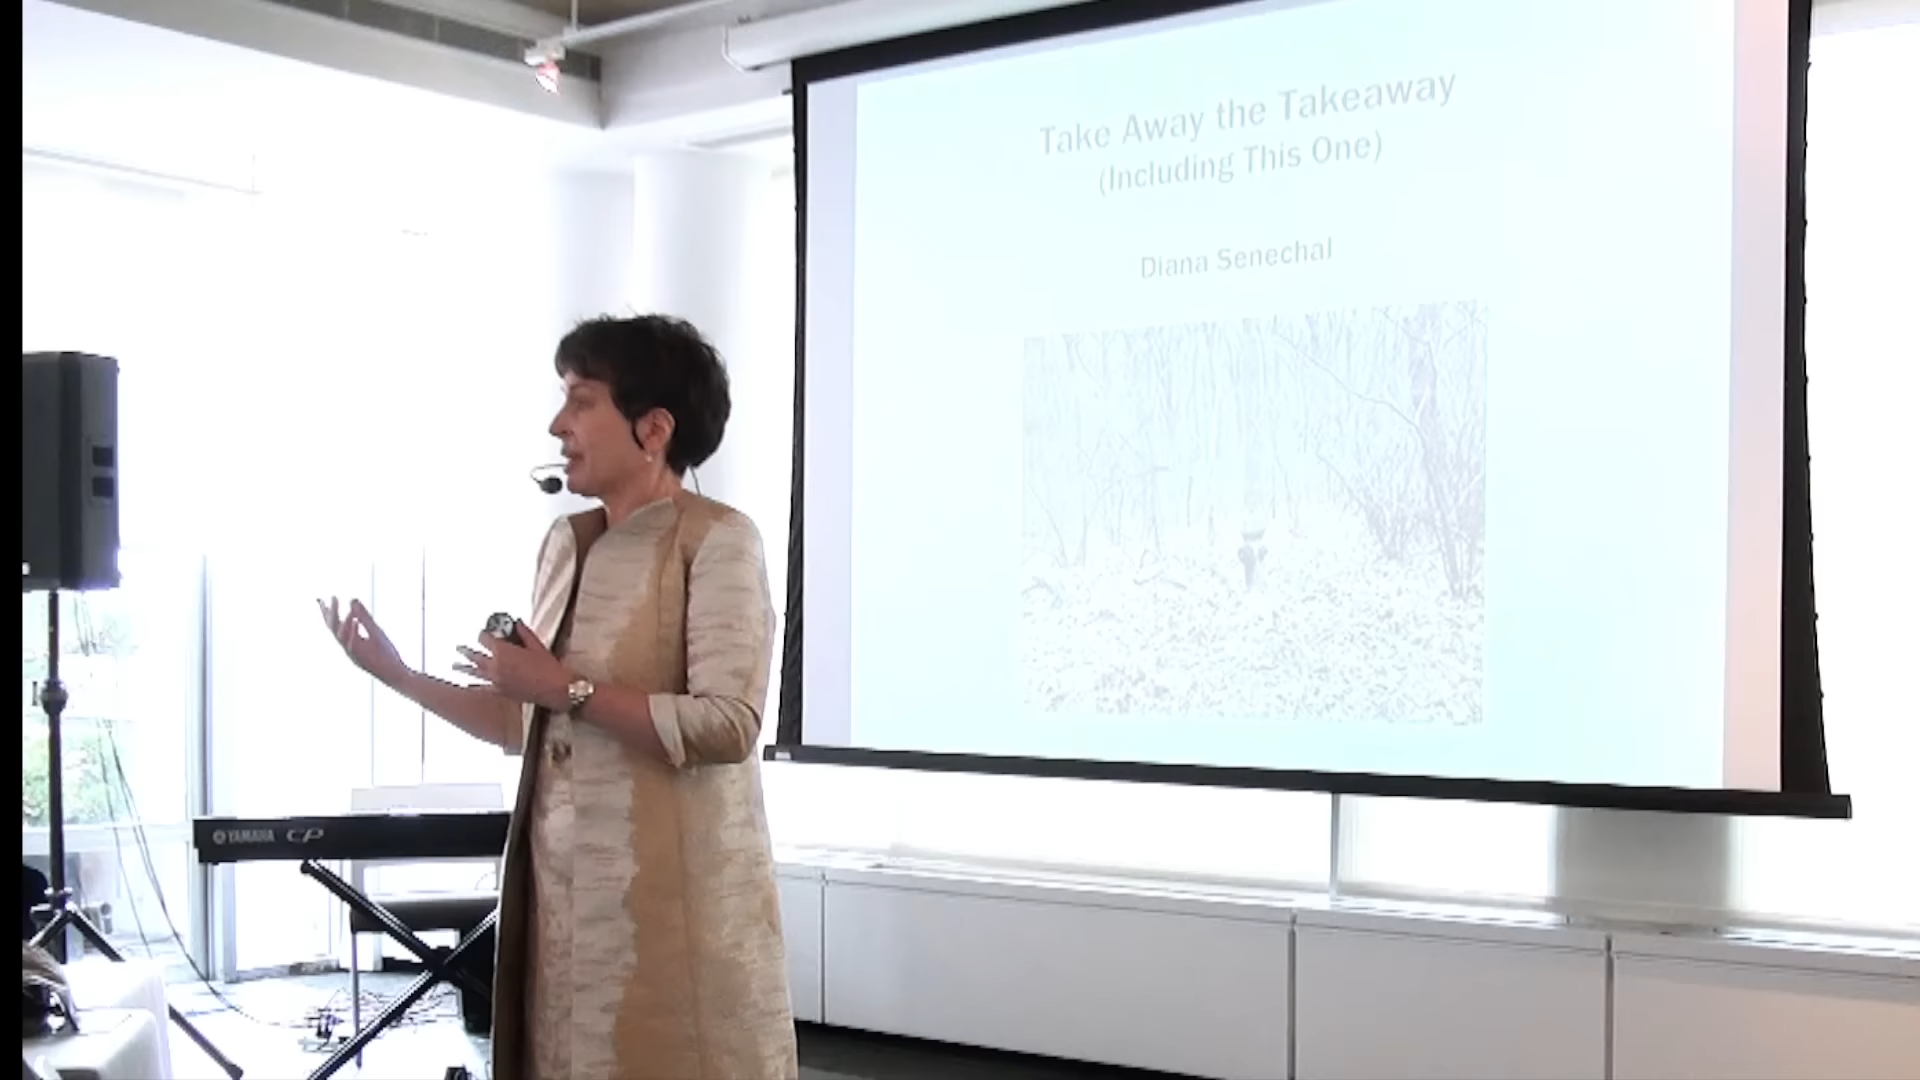 Take Away the Takeaway
(Including This One)
Diana Senechal
YAMAHA CP